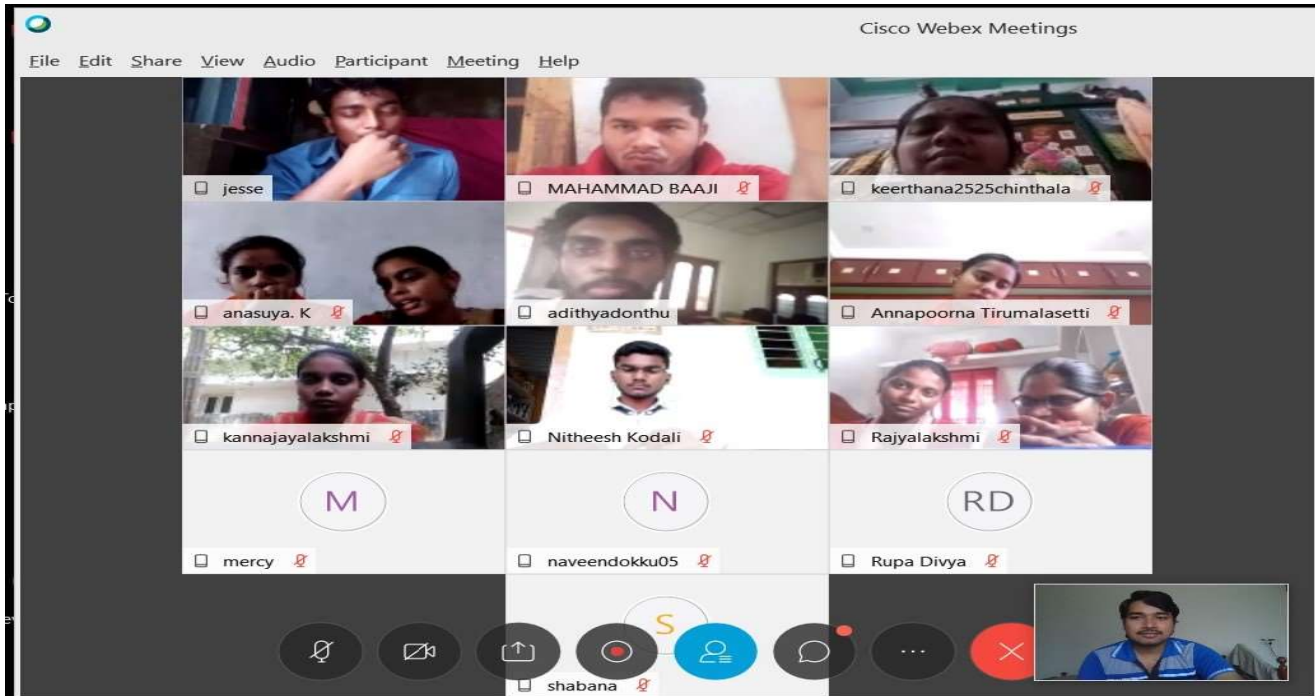 Cisco Webex Meetings
File Edit Share View Audio Participant Meeting Help
jesse
MAHAMMAD BAAJI
keerthana2525chinthala
anasuya. K
adithyadonthu
Annapoorna Tirumalasetti
kannajayalakshmi
Nitheesh Kodali
Rajyalakshmi
M
N
RD
mercy
naveendokku05
Rupa Divya
S
shabana